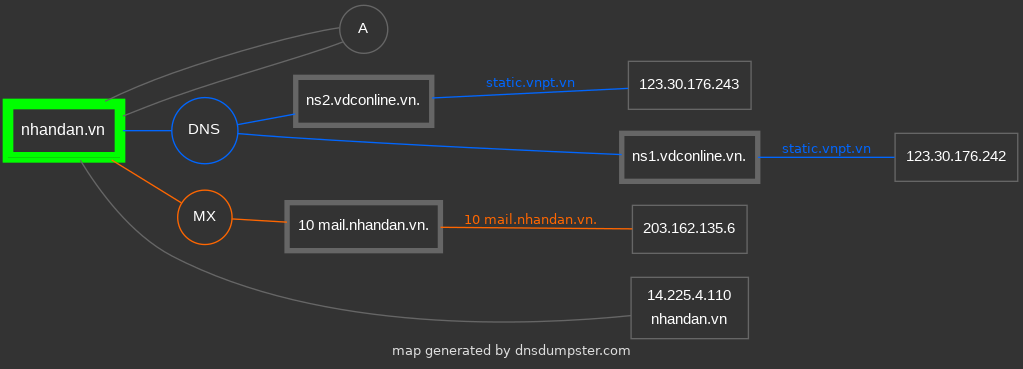 A
static.vnpt.vn
123.30.176.243
ns2.vdconline.vn.
nhandan.vn
DNS
static.vnpt.vn
ns1.vdconline.vn.
123.30.176.242
MX
10 mail.nhandan.vn.
10 mail.nhandan.vn.
203.162.135.6
14.225.4.110
nhandan.vn
map generated by dnsdumpster.com